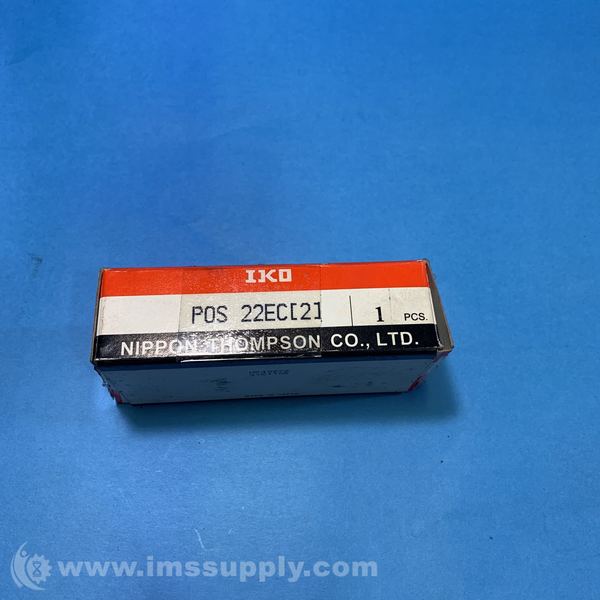 IKO
POS 22EC[2] 1 PCS.
NIPPON THOMPSON CO., LTD.
www.imssupply.com